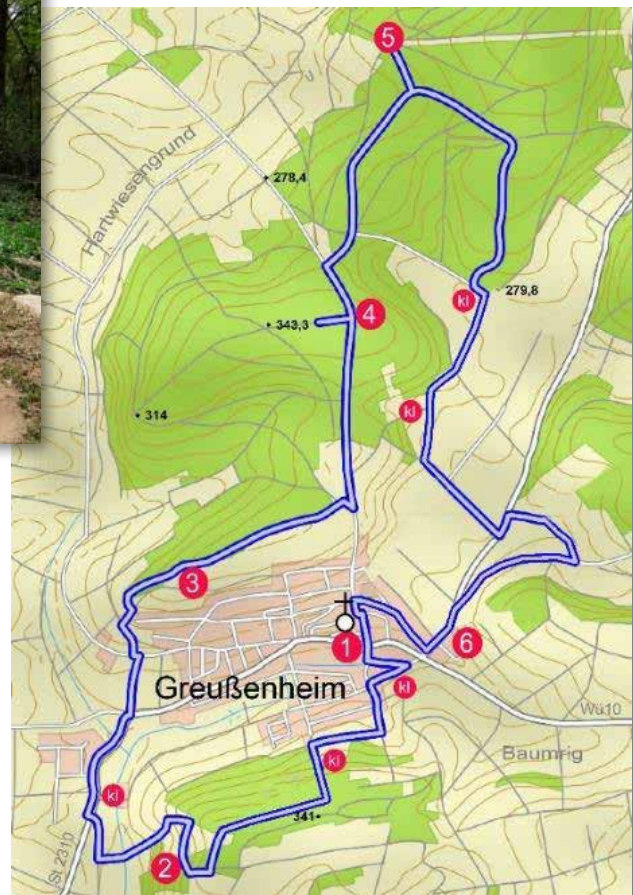 5
Hartwiesengrund
278,4
kl
279,8
4
343,3
kl
314
3
1
6
Greußenheim
kl
Wü10
kl
Baumrig
kl
341
St 2310
2